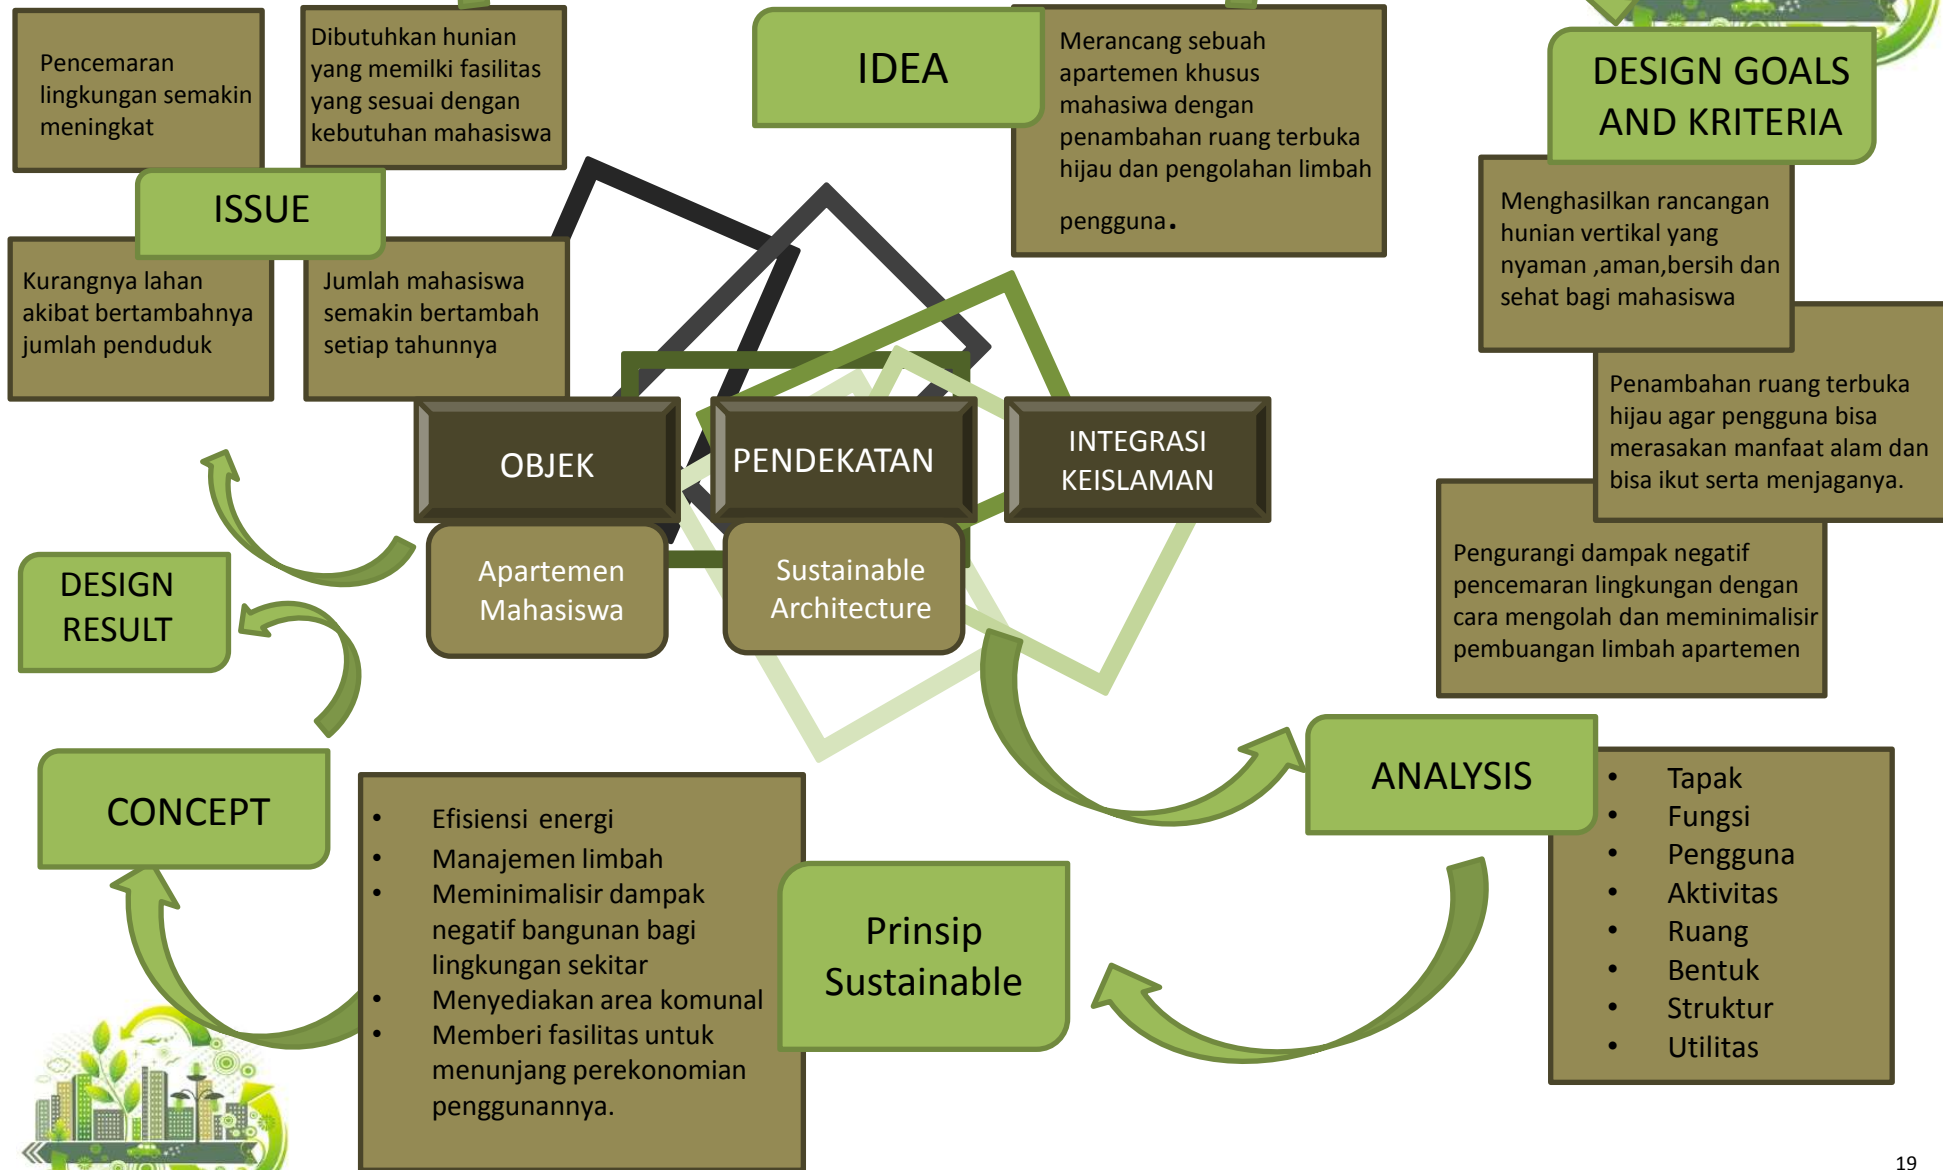 Pencemaran
lingkungan semakin
meningkat
Dibutuhkan hunian
yang memilki fasilitas
yang sesuai dengan
kebutuhan mahasiswa
ISSUE
Kurangnya lahan
akibat bertambahnya
jumlah penduduk
Jumlah mahasiswa
semakin bertambah
setiap tahunnya
IDEA
Merancang sebuah
apartemen khusus
mahasiwa dengan
penambahan ruang terbuka
hijau dan pengolahan limbah
pengguna.
DESIGN GOALS
AND KRITERIA
Menghasilkan rancangan
hunian vertikal yang
nyaman ,aman,bersih dan
sehat bagi mahasiswa
Penambahan ruang terbuka
hijau agar pengguna bisa
merasakan manfaat alam dan
bisa ikut serta menjaganya.
Pengurangi dampak negatif
pencemaran lingkungan dengan
cara mengolah dan meminimalisir
pembuangan limbah apartemen
OBJEK
Apartemen
Mahasiswa
PENDEKATAN
Sustainable
Architecture
INTEGRASI
KEISLAMAN
ANALYSIS
• Tapak
• Fungsi
• Pengguna
• Aktivitas
• Ruang
• Bentuk
• Struktur
• Utilitas
Prinsip
Sustainable
• Efisiensi energi
• Manajemen limbah
• Meminimalisir dampak
negatif bangunan bagi
lingkungan sekitar
• Menyediakan area komunal
• Memberi fasilitas untuk
menunjang perekonomian
penggunannya.
CONCEPT
DESIGN
RESULT
19